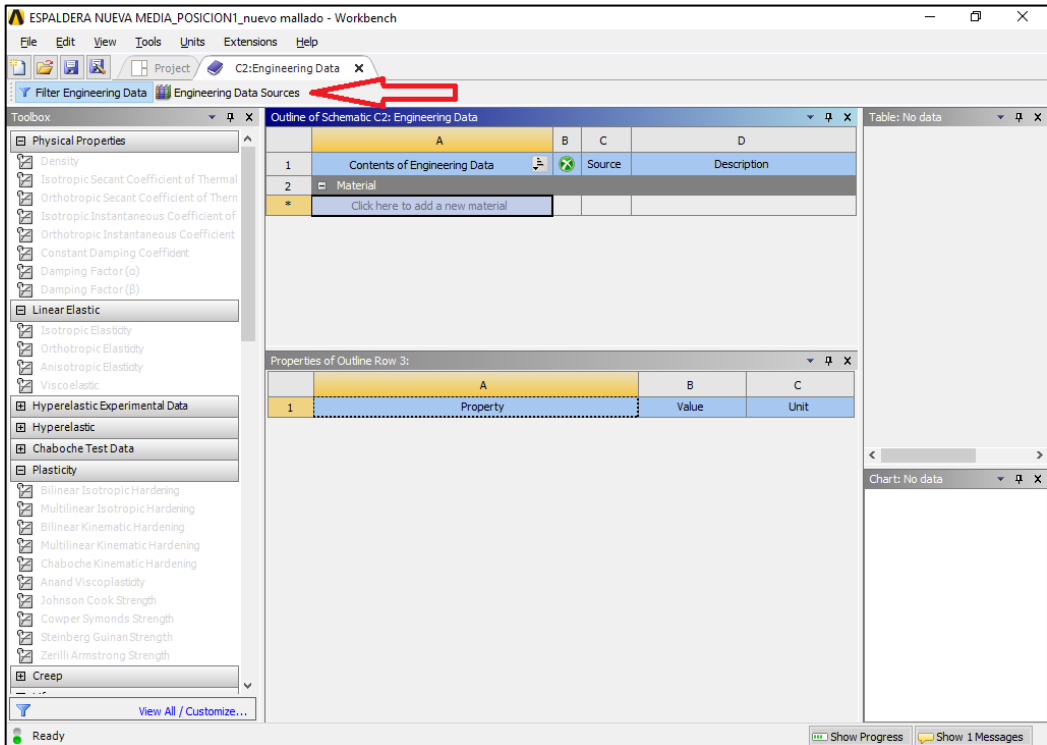 ESPALDERA NUEVA MEDIA_POSICION1_nuevo mallado - Workbench
File Edit View Tools Units Extensions Help
Project C2:Engineering Data
Filter Engineering Data Engineering Data Sources
Toolbox
Physical Properties
Density
Isotropic Secant Coefficient of Thermal
Orthotropic Secant Coefficient of Thern
Isotropic Instantaneous Coefficient of
Orthotropic Instantaneous Coefficient
Constant Damping Coefficient
Damping Factor (α)
Damping Factor (β)
Linear Elastic
Isotropic Elasticity
Orthotropic Elasticity
Anisotropic Elasticity
Viscoelastic
Hyperelastic Experimental Data
Hyperelastic
Chaboche Test Data
Plasticity
Bilinear Isotropic Hardening
Multilinear Isotropic Hardening
Bilinear Kinematic Hardening
Multilinear Kinematic Hardening
Chaboche Kinematic Hardening
Anand Viscoplasticity
Johnson Cook Strength
Cowper Symonds Strength
Steinberg Guinan Strength
Zerilli Armstrong Strength
Creep
View All / Customize...
Outline of Schematic C2: Engineering Data
A B C D
1 Contents of Engineering Data Source Description
2 Material
* Click here to add a new material
Properties of Outline Row 3:
A B C
1 Property Value Unit
Table: No data
Chart: No data
Ready Show Progress Show 1 Messages